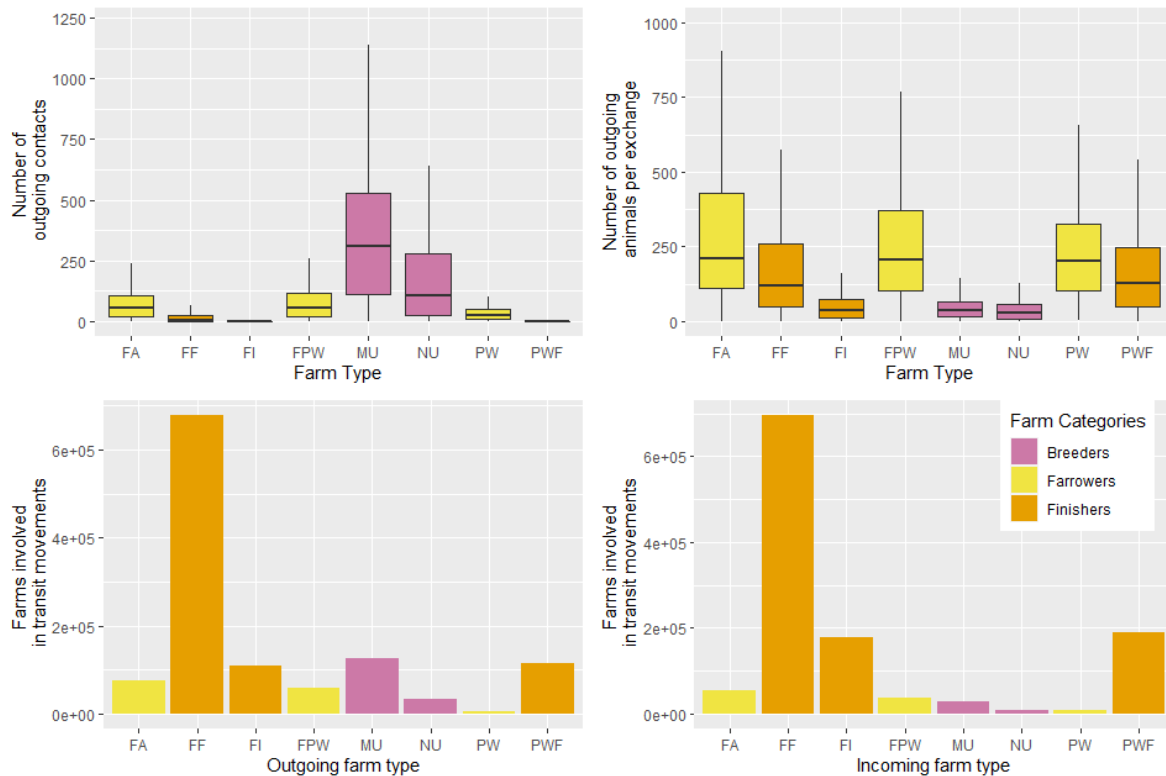 Number of
outgoing contacts
1250
1000
750
500
250
0
FA FF FI FPW MU NU PW PWF
Farm Type
Number of outgoing
animals per exchange
1000
750
500
250
0
FA FF FI FPW MU NU PW PWF
Farm Type
Farms involved
in transit movements
6e+05
4e+05
2e+05
0e+00
FA FF FI FPW MU NU PW PWF
Outgoing farm type
Farms involved
in transit movements
6e+05
4e+05
2e+05
0e+00
FA FF FI FPW MU NU PW PWF
Incoming farm type
Farm Categories
Breeders
Farrowers
Finishers